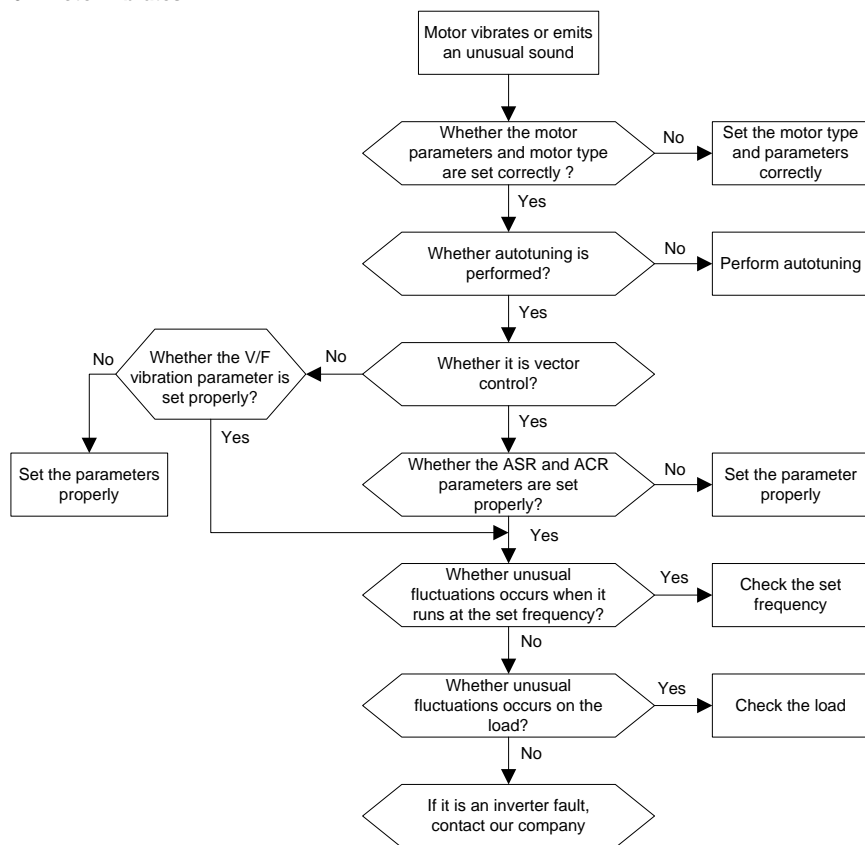 Motor vibrates or emits
an unusual sound
Whether the motor
parameters and motor type
are set correctly ?
No
Set the motor type
and parameters
correctly
Yes
Whether autotuning is
performed?
No
Perform autotuning
Yes
Whether it is vector
control?
No
Whether the V/F
vibration parameter is
set properly?
No
Set the parameters
properly
Yes
Yes
Whether the ASR and ACR
parameters are set
properly?
No
Set the parameter
properly
Yes
Whether unusual
fluctuations occurs when it
runs at the set frequency?
Yes
Check the set
frequency
No
Whether unusual
fluctuations occurs on the
load?
Yes
Check the load
No
If it is an inverter fault,
contact our company